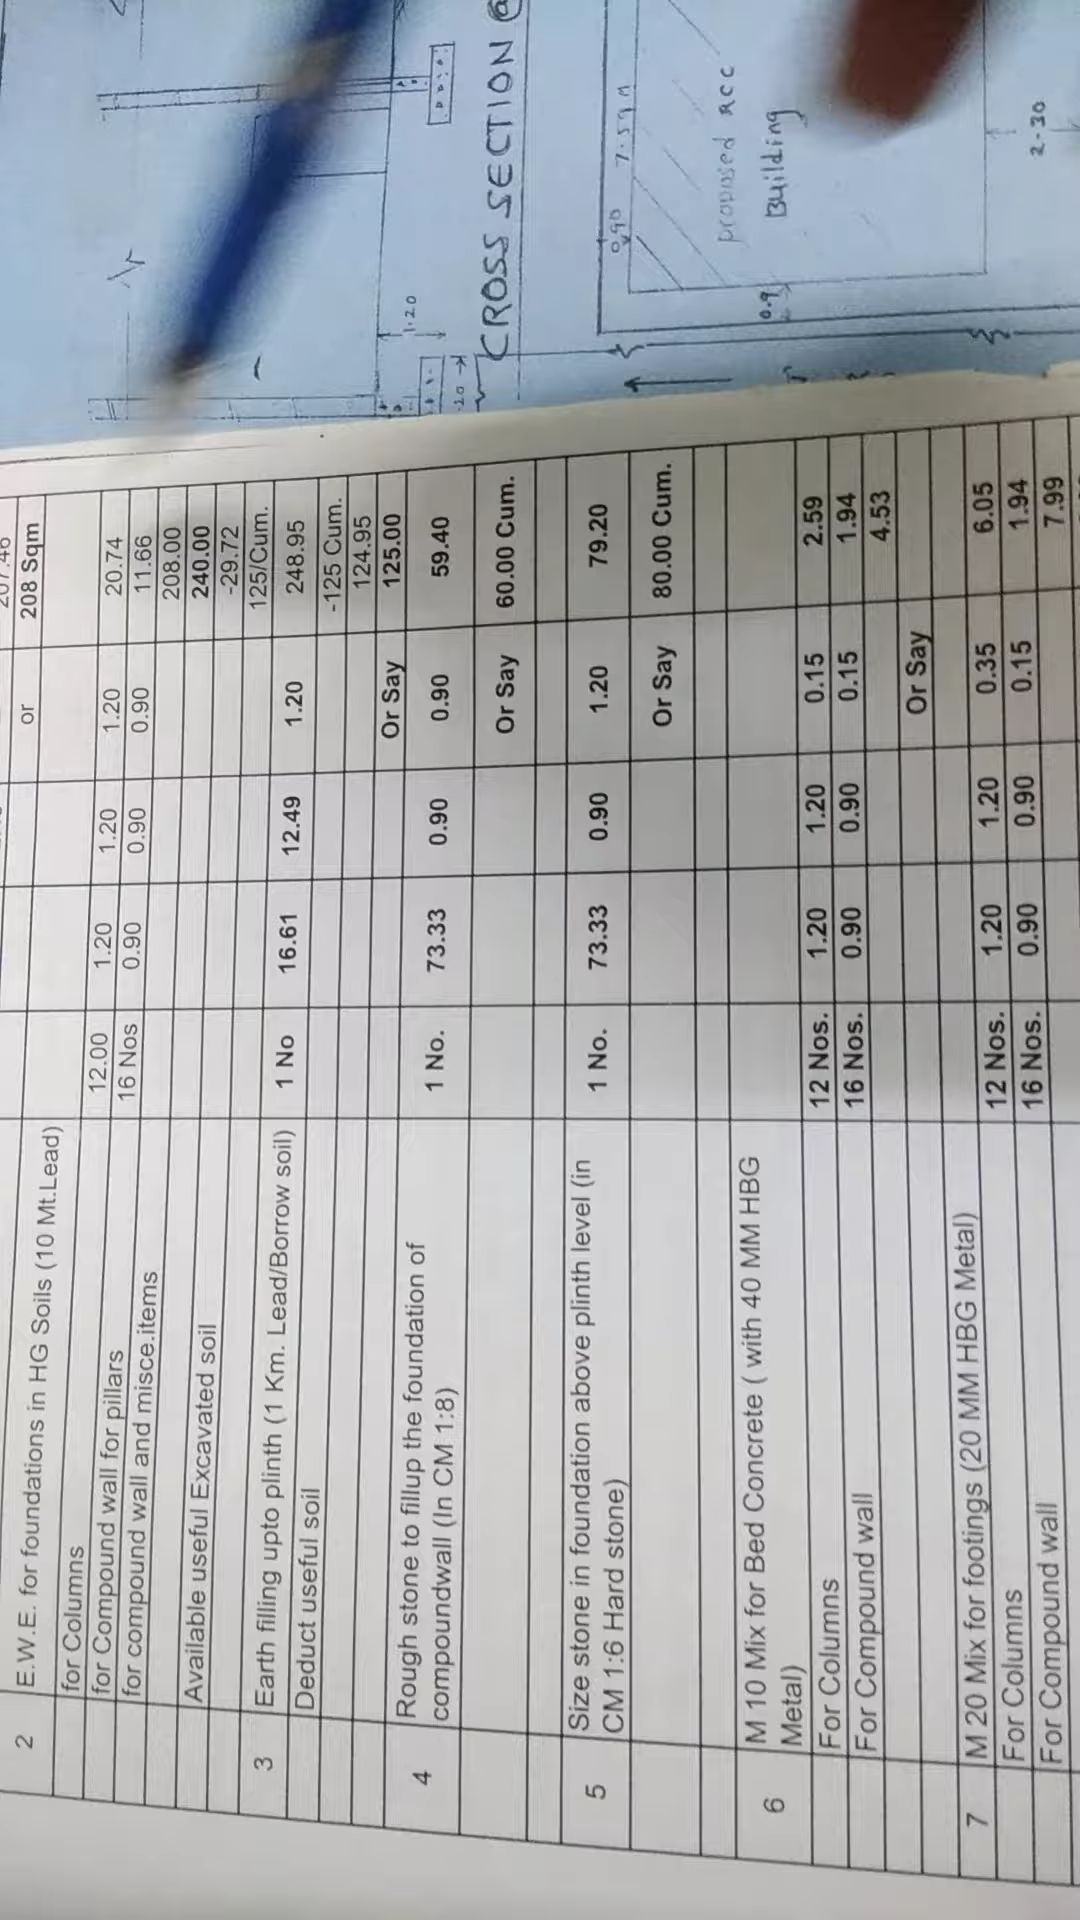 207.46
or 208 Sqm
2 E.W.E. for foundations in HG Soils (10 Mt.Lead)
for Columns 12.00 1.20 1.20 1.20 20.74
for Compound wall for pillars 16 Nos 0.90 0.90 0.90 11.66
for compound wall and misce.items 208.00
240.00
Available useful Excavated soil -29.72
125/Cum.
3 Earth filling upto plinth (1 Km. Lead/Borrow soil) 1 No 16.61 12.49 1.20 248.95
Deduct useful soil -125 Cum.
124.95
Or Say 125.00
4 Rough stone to fillup the foundation of
compoundwall (In CM 1:8) 1 No. 73.33 0.90 0.90 59.40
Or Say 60.00 Cum.
5 Size stone in foundation above plinth level (in
CM 1:6 Hard stone) 1 No. 73.33 0.90 1.20 79.20
Or Say 80.00 Cum.
6 M 10 Mix for Bed Concrete ( with 40 MM HBG
Metal)
For Columns 12 Nos. 1.20 1.20 0.15 2.59
For Compound wall 16 Nos. 0.90 0.90 0.15 1.94
4.53
Or Say
7 M 20 Mix for footings (20 MM HBG Metal)
For Columns 12 Nos. 1.20 1.20 0.35 6.05
For Compound wall 16 Nos. 0.90 0.90 0.15 1.94
7.99
1.20
CROSS SECTION @
0.90
proposed RCC
Building
0.9
2-30